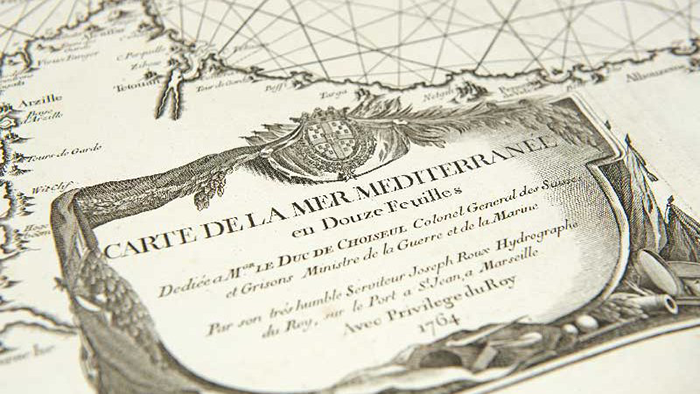 Tetouan
Targa
Arzille
Tours de Gardo
CARTE DE LA MER MEDITERRANEE
en Douze Feuilles
Dediée a Mgr. LE DUC DE CHOISEUL Colonel General des Suisses
et Grisons Ministre de la Guerre et de la Marine
Par son trés humble Serviteur Joseph Roux Hydrographe
du Roy, sur le Port a St. Jean, a Marseille
Avec Privilege du Roy
1764